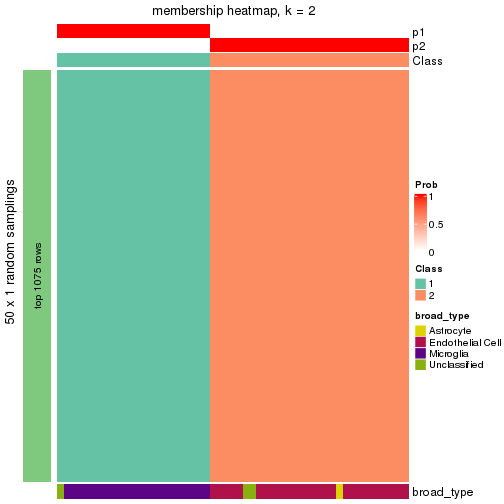 membership heatmap, k = 2
p1
p2
Class
50 x 1 random samplings
top 1075 rows
Prob
1
0.5
0
Class
1
2
broad_type
Astrocyte
Endothelial Cell
Microglia
Unclassified
broad_type